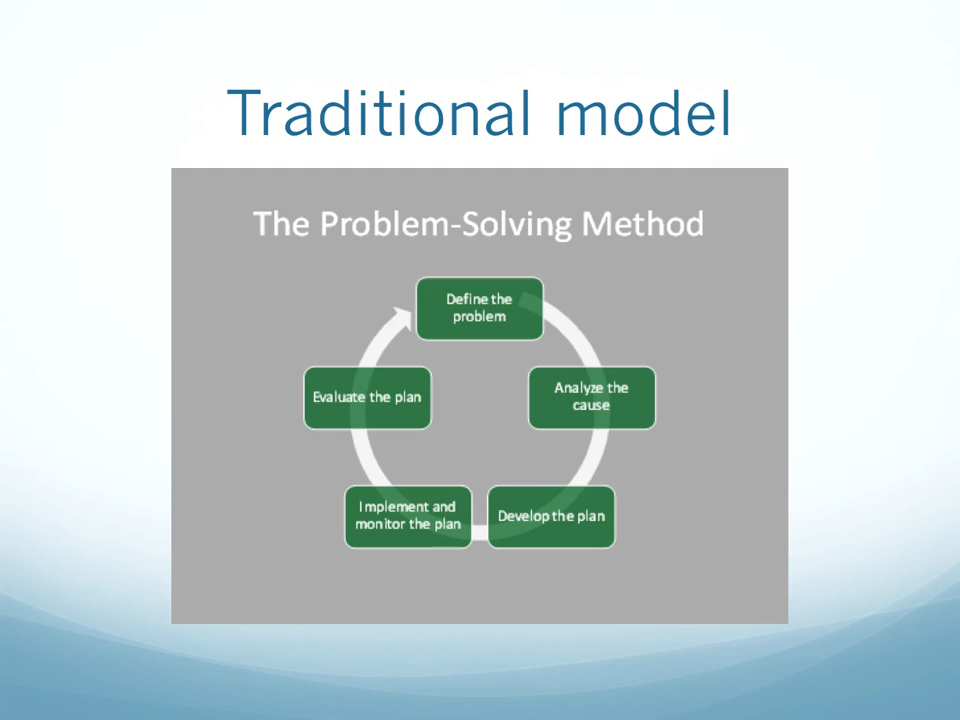 Traditional model
The Problem-Solving Method
Define the
problem
Analyze the
cause
Develop the plan
Implement and
monitor the plan
Evaluate the plan